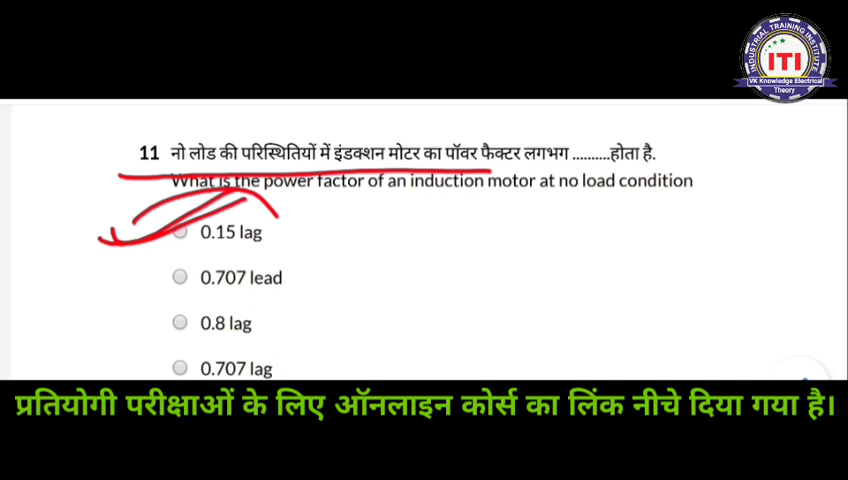 INDUSTRIAL TRAINING INSTITUTE
ITI
VK Knowledge Electrical
Theory
11 नो लोड की परिस्थितियों में इंडक्शन मोटर का पॉवर फैक्टर लगभग ..........होता है.
What is the power factor of an induction motor at no load condition
0.15 lag
0.707 lead
0.8 lag
0.707 lag
प्रतियोगी परीक्षाओं के लिए ऑनलाइन कोर्स का लिंक नीचे दिया गया है।